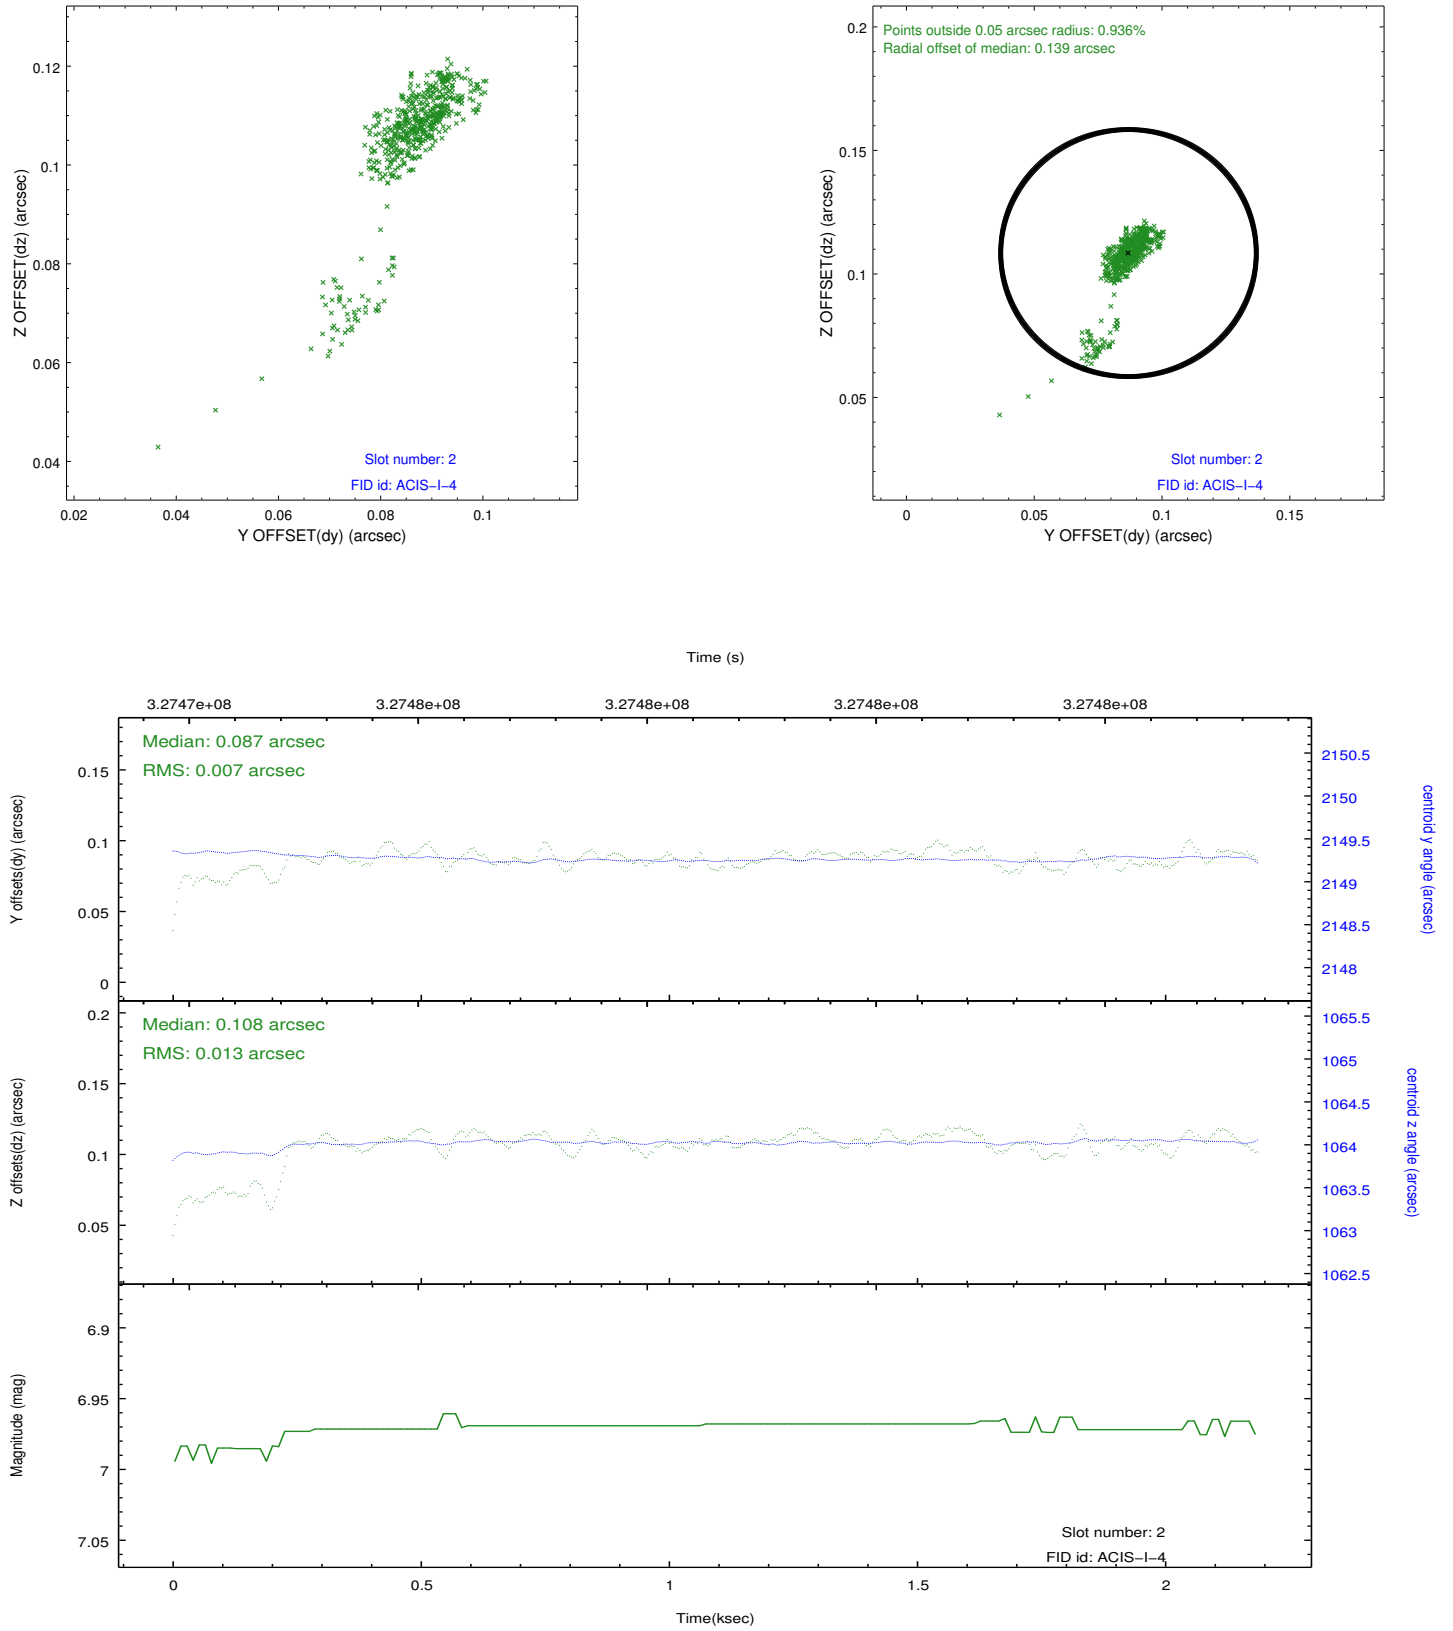 0.12
0.1
0.08
0.06
0.04
Z OFFSET(dz) (arcsec)
Slot number: 2
FID id: ACIS−I−4
0.02 0.04 0.06 0.08 0.1
Y OFFSET(dy) (arcsec)
Points outside 0.05 arcsec radius: 0.936%
Radial offset of median: 0.139 arcsec
0.2
0.15
0.1
0.05
Z OFFSET(dz) (arcsec)
Slot number: 2
FID id: ACIS−I−4
0 0.05 0.1 0.15
Y OFFSET(dy) (arcsec)
Time (s)
3.2747e+08 3.2748e+08 3.2748e+08 3.2748e+08 3.2748e+08
Median: 0.087 arcsec
RMS: 0.007 arcsec
0.15
0.1
0.05
0
Y offsets(dy) (arcsec)
2150.5
2150
2149.5
2149
2148.5
2148
centroid y angle (arcsec)
Median: 0.108 arcsec
RMS: 0.013 arcsec
0.2
0.15
0.1
0.05
Z offsets(dz) (arcsec)
1065.5
1065
1064.5
1064
1063.5
1063
1062.5
centroid z angle (arcsec)
6.9
6.95
7
7.05
Magnitude (mag)
Slot number: 2
FID id: ACIS−I−4
0 0.5 1 1.5 2
Time(ksec)